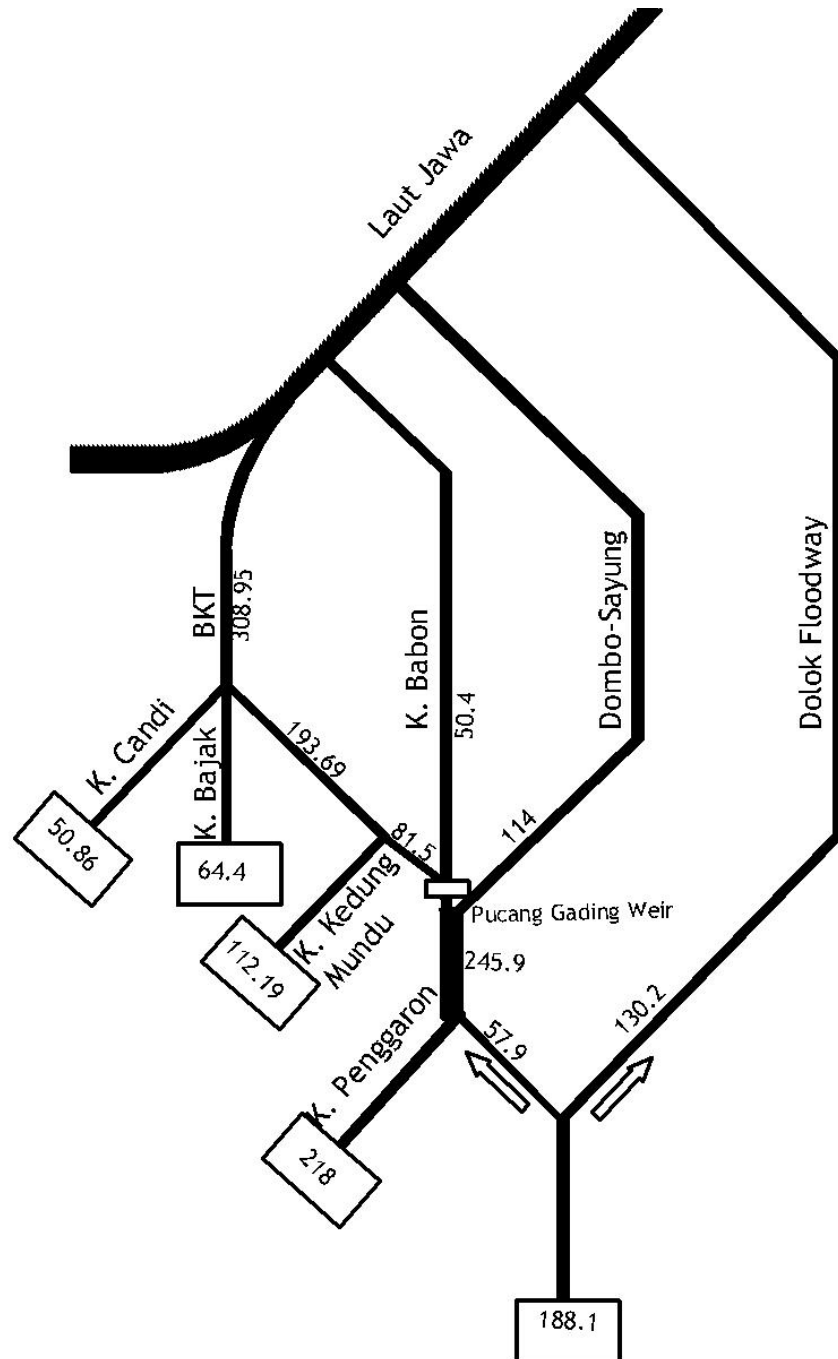 Laut Jawa
BKT
308.95
K. Babon
50.4
Dombo-Sayung
Dolok Floodway
K. Candi
50.86
K. Bajak
64.4
193.69
81.5
K. Kedung
Mundu
112.19
114
Pucang Gading Weir
245.9
K. Penggaron
218
57.9
130.2
188.1